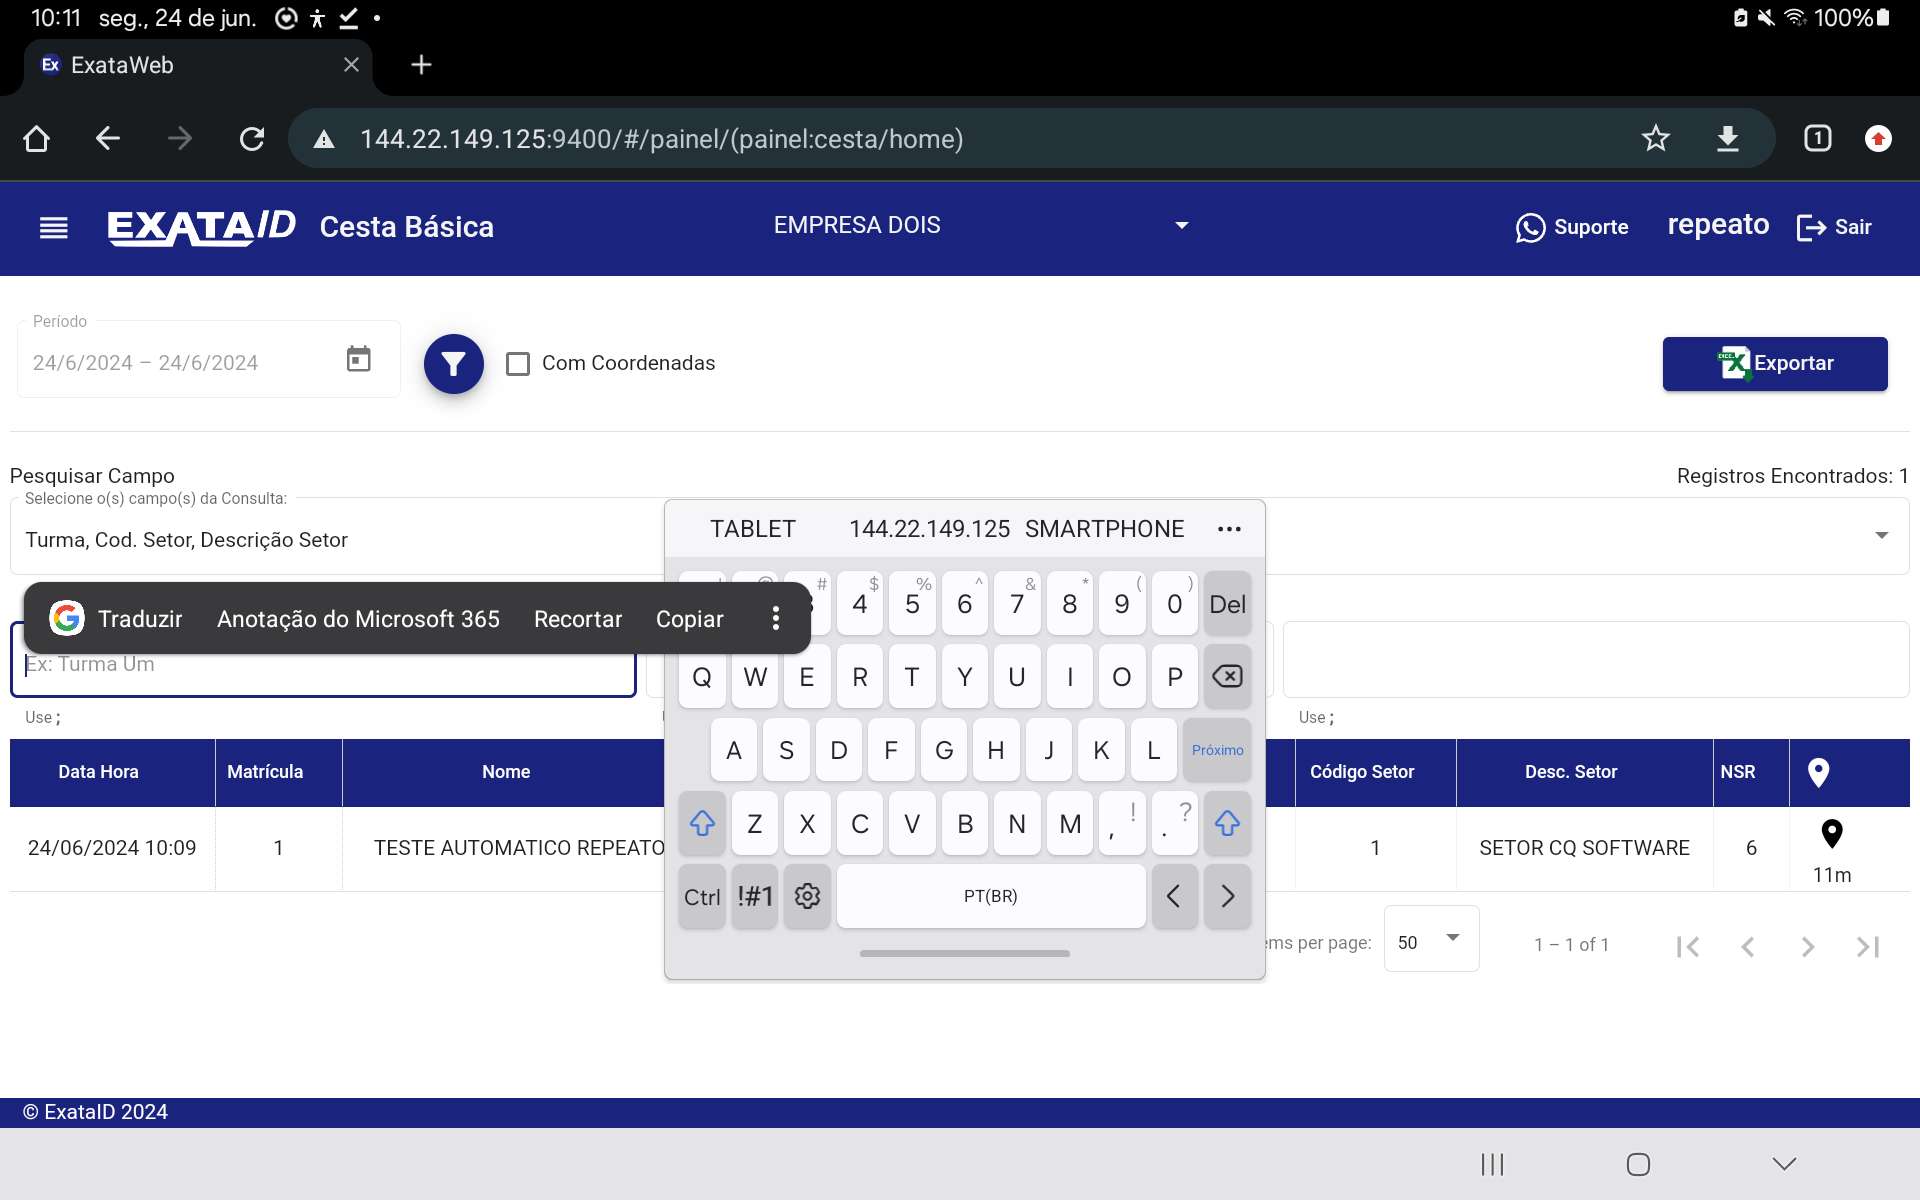 10:11 seg., 24 de jun.
100%
Ex ExataWeb
144.22.149.125:9400/#/painel/(painel:cesta/home)
1
EXATAID Cesta Básica
EMPRESA DOIS
Suporte
repeato
Sair
Período
24/6/2024 – 24/6/2024
Com Coordenadas
Exportar
Pesquisar Campo
Registros Encontrados: 1
Selecione o(s) campo(s) da Consulta:
Turma, Cod. Setor, Descrição Setor
TABLET 144.22.149.125 SMARTPHONE
Traduzir Anotação do Microsoft 365 Recortar Copiar
# $ % ^ & * ( )
4 5 6 7 8 9 0 Del
Ex: Turma Um
Q W E R T Y U I O P
Use ;
Use ;
A S D F G H J K L Próximo
Data Hora Matrícula Nome Código Setor Desc. Setor NSR
Z X C V B N M , ! . ?
24/06/2024 10:09 1 TESTE AUTOMATICO REPEATO 1 SETOR CQ SOFTWARE 6
11m
Ctrl !#1 PT(BR) < >
per page: 50 1 – 1 of 1
© ExataID 2024